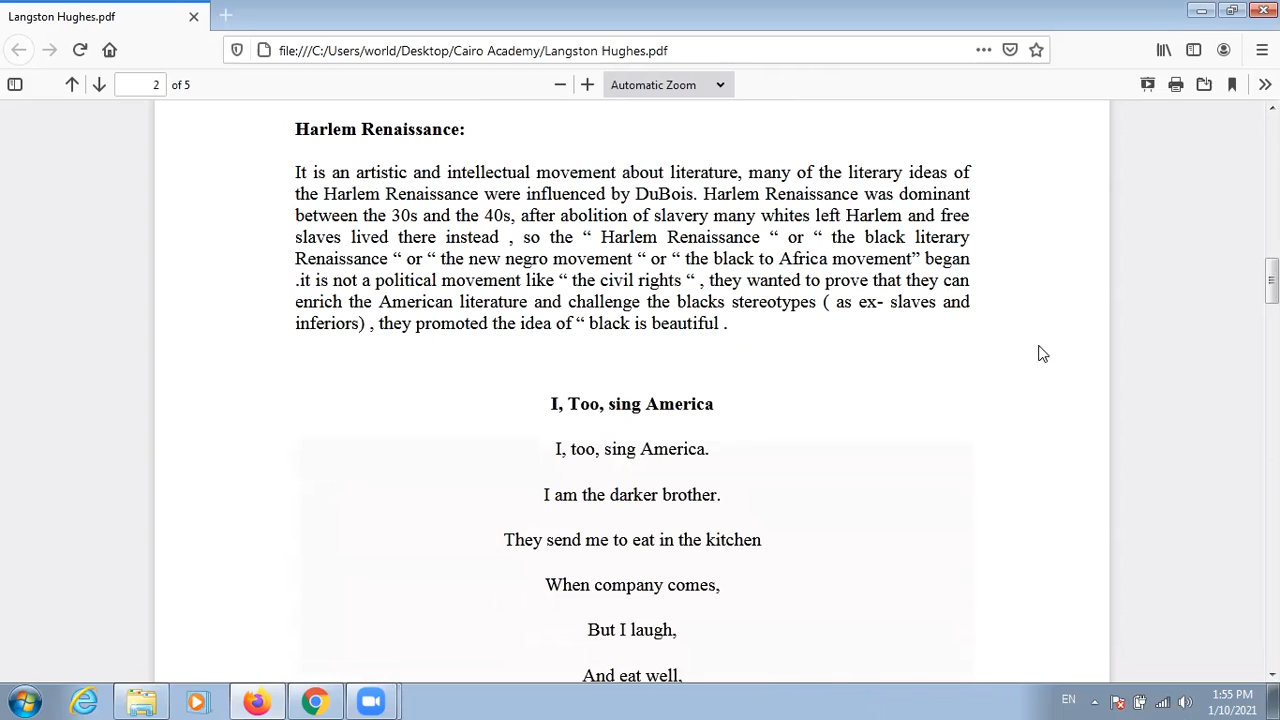 Langston Hughes.pdf
file:///C:/Users/world/Desktop/Cairo Academy/Langston Hughes.pdf
2 of 5
Automatic Zoom
Harlem Renaissance:
It is an artistic and intellectual movement about literature, many of the literary ideas of
the Harlem Renaissance were influenced by DuBois. Harlem Renaissance was dominant
between the 30s and the 40s, after abolition of slavery many whites left Harlem and free
slaves lived there instead , so the “ Harlem Renaissance “ or “ the black literary
Renaissance “ or “ the new negro movement “ or “ the black to Africa movement” began
.it is not a political movement like “ the civil rights “ , they wanted to prove that they can
enrich the American literature and challenge the blacks stereotypes ( as ex- slaves and
inferiors) , they promoted the idea of “ black is beautiful .
I, Too, sing America
I, too, sing America.
I am the darker brother.
They send me to eat in the kitchen
When company comes,
But I laugh,
And eat well,
EN
1:55 PM
1/10/2021